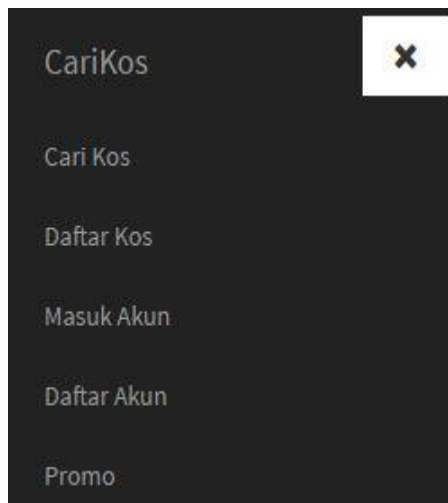 CariKos
Cari Kos
Daftar Kos
Masuk Akun
Daftar Akun
Promo